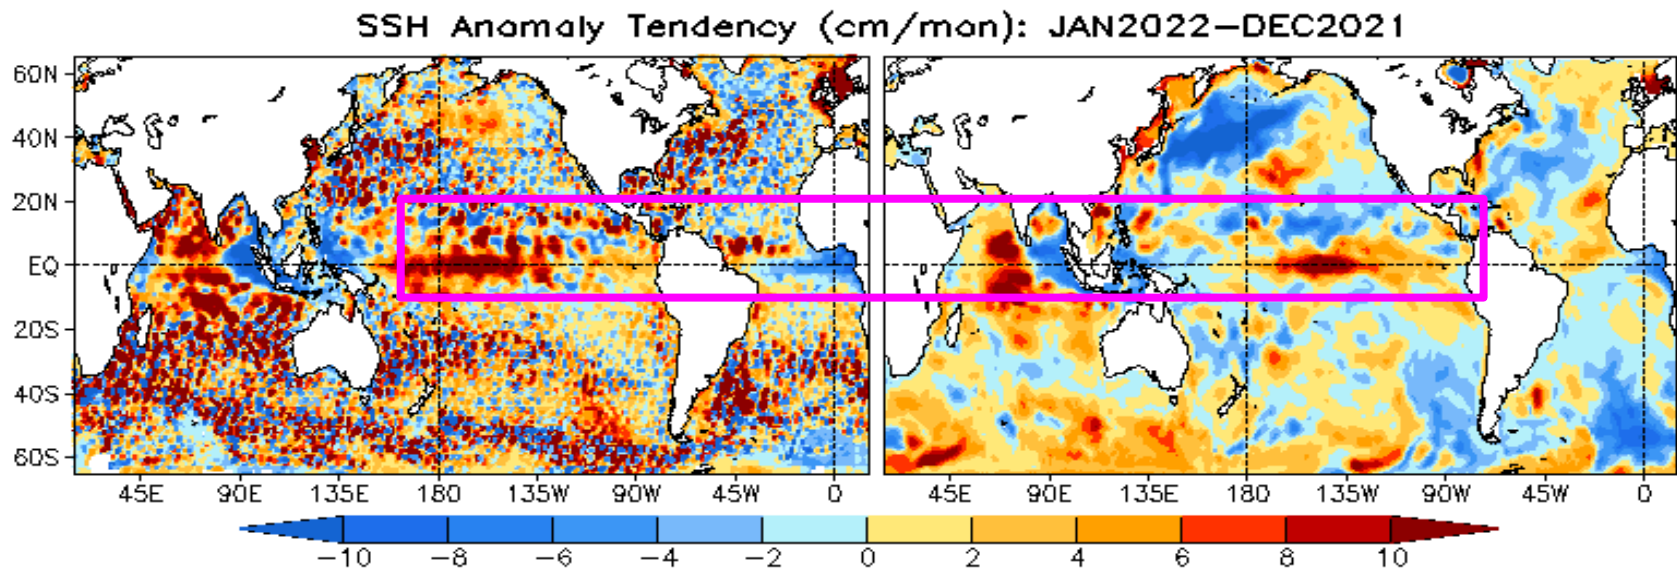 SSH Anomaly Tendency (cm/mon): JAN2022–DEC2021
60N
40N
20N
EQ
20S
40S
60S
45E 90E 135E 180 135W 90W 45W 0 45E 90E 135E 180 135W 90W 45W 0
−10 −8 −6 −4 −2 0 2 4 6 8 10